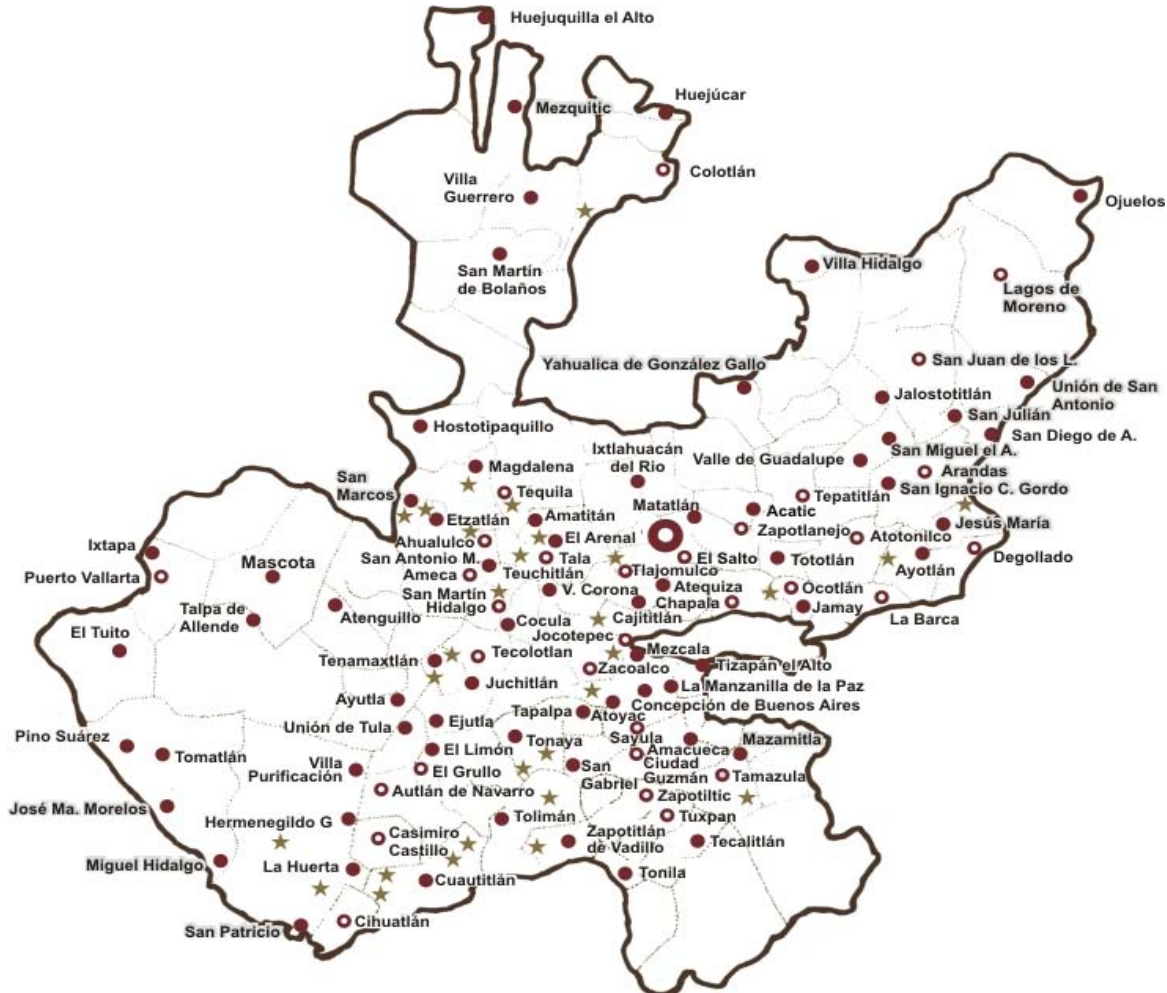 Huejuquilla el Alto
Mezquitic
Huejúcar
Colotlán
Villa
Guerrero
Ojuelos
San Martín
de Bolaños
Villa Hidalgo
Lagos de
Moreno
Yahualica de González Gallo
San Juan de los L.
Unión de San
Antonio
Jalostotitlán
San Julián
Hostotipaquillo
San Diego de A.
Ixtlahuacán
del Rio
San Miguel el A.
Valle de Guadalupe
Magdalena
Arandas
San
Marcos
San Ignacio C. Gordo
Téquila
Tepatitlán
Matatlán
Acatic
Etzatlán
Amatitán
Zapotlanejo
Jesús María
Atotonilco
Ahualulco
El Arenal
Ixtapa
San Antonio M.
Tala
El Salto
Tototlán
Degollado
Mascota
Ameca
Teuchitlán
Tlajomulco
Ayotlán
Puerto Vallarta
San Martín
Hidalgo
V. Corona
Atequiza
Ocotlán
Chapala
Jamay
La Barca
Talpa de
Allende
Atenguillo
Cocula
Cajititlán
El Tuito
Jocotepec
Mezcala
Tenamaxtlán
Tecolotlan
Zacoalco
Tizapán el Alto
Juchitlán
La Manzanilla de la Paz
Ayutla
Concepción de Buenos Aires
Tapalpa
Atoyac
Unión de Tula
Ejutla
Sayula
Pino Suárez
Tomatlán
El Limón
Tonaya
Amacueca
Mazamitla
Villa
Purificación
El Grullo
San
Gabriel
Ciudad
Guzmán
Tamazula
Autlán de Navarro
Zapotiltic
José Ma. Morelos
Hermenegildo G
Tolimán
Tuxpan
Casimiro
Castillo
Zapotitlán
de Vadillo
Tecalitlán
Miguel Hidalgo
La Huerta
Cuautitlán
Tonila
San Patricio
Cihuatlán